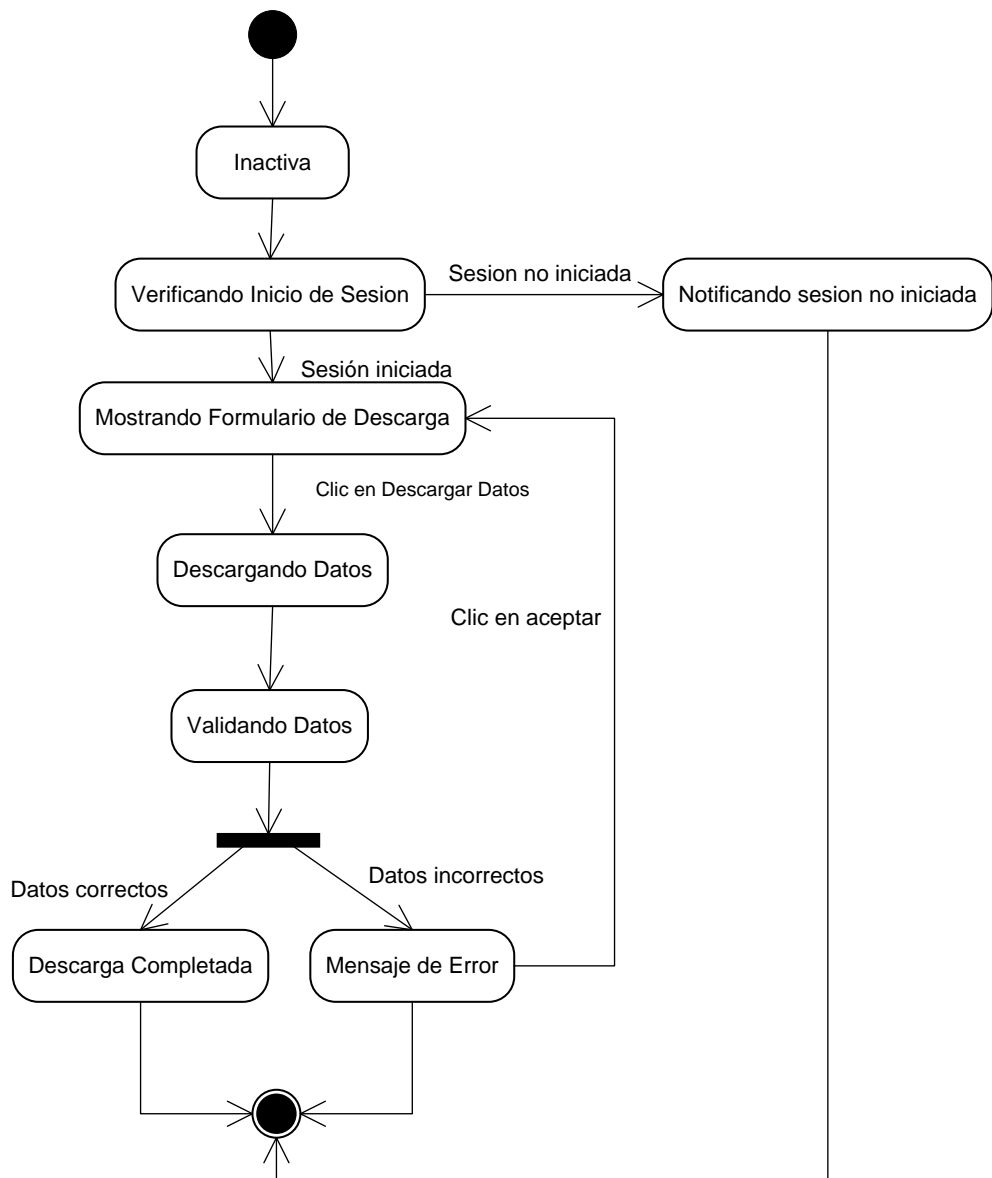 Inactiva
Sesion no iniciada
Verificando Inicio de Sesion
Notificando sesion no iniciada
Sesión iniciada
Mostrando Formulario de Descarga
Clic en Descargar Datos
Descargando Datos
Clic en aceptar
Validando Datos
Datos correctos
Datos incorrectos
Descarga Completada
Mensaje de Error